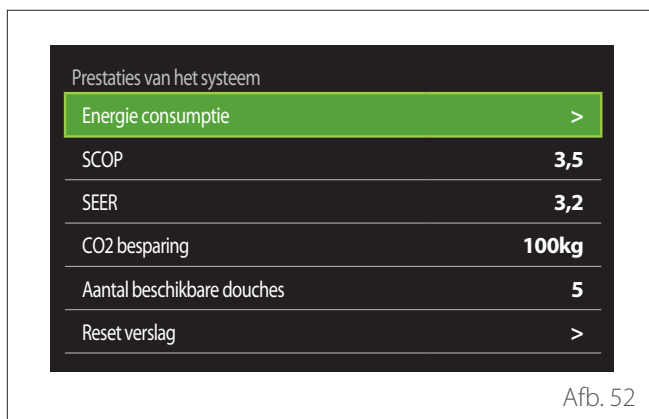 Prestaties van het systeem
Energie consumptie >
SCOP 3,5
SEER 3,2
CO2 besparing 100kg
Aantal beschikbare douches 5
Reset verslag >
Afb. 52